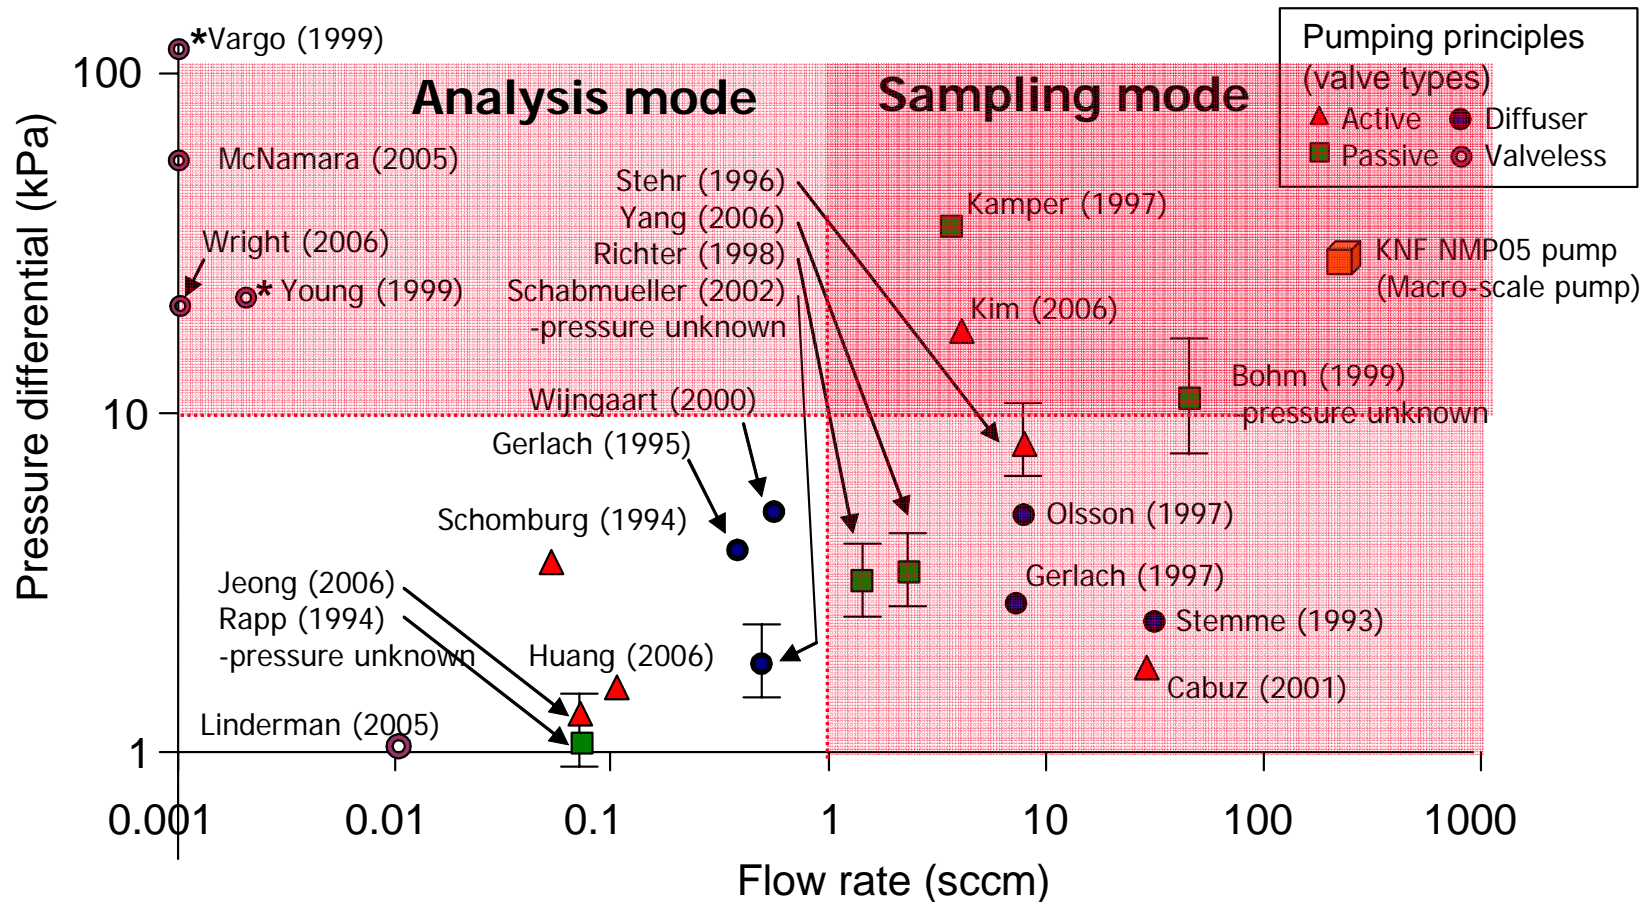 *Vargo (1999)
100
Analysis mode
Sampling mode
Pumping principles
(valve types)
Active
Diffuser
Passive
Valveless
McNamara (2005)
Stehr (1996)
Yang (2006)
Richter (1998)
Schabmueller (2002)
-pressure unknown
Kamper (1997)
Wright (2006)
* Young (1999)
KNF NMP05 pump
(Macro-scale pump)
Kim (2006)
Bohm (1999)
-pressure unknown
Pressure differential (kPa)
10
Wijngaart (2000)
Gerlach (1995)
Schomburg (1994)
Olsson (1997)
Jeong (2006)
Rapp (1994)
-pressure unknown
Gerlach (1997)
Stemme (1993)
Huang (2006)
Cabuz (2001)
Linderman (2005)
1
0.001
0.01
0.1
1
10
100
1000
Flow rate (sccm)